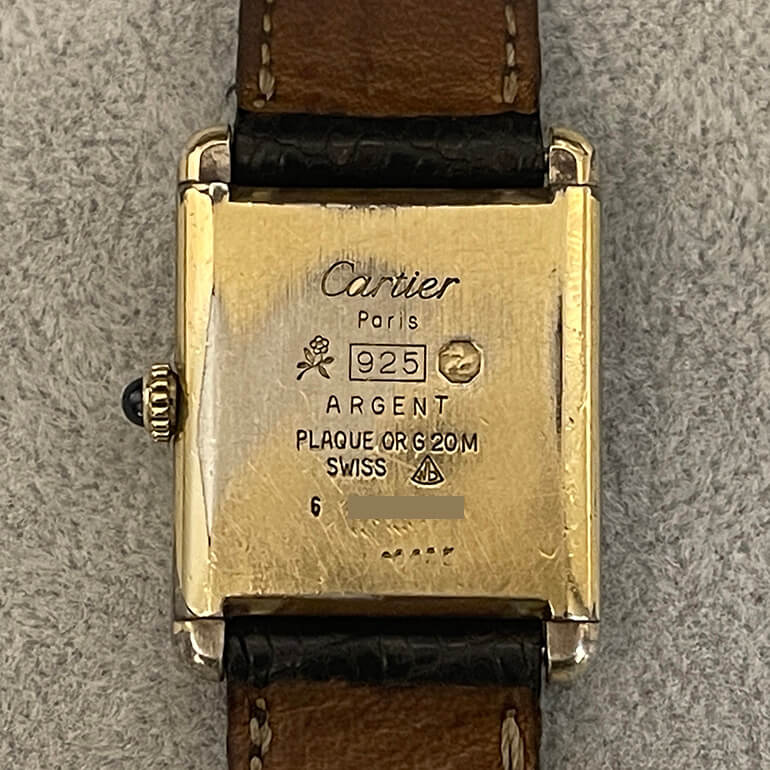 Cartier
Paris
925
ARGENT
PLAQUE OR G 20 M
SWISS
6